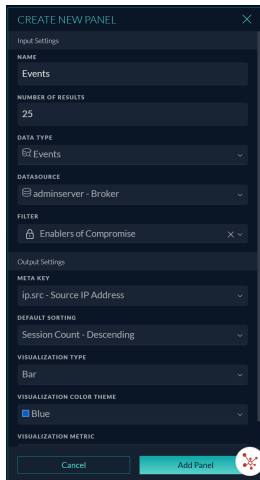 CREATE NEW PANEL
Input Settings
NAME
Events
NUMBER OF RESULTS
25
DATA TYPE
Events
DATASOURCE
adminserver - Broker
FILTER
Enablers of Compromise
Output Settings
META KEY
ip.src - Source IP Address
DEFAULT SORTING
Session Count - Descending
VISUALIZATION TYPE
Bar
VISUALIZATION COLOR THEME
Blue
VISUALIZATION METRIC
Cancel
Add Panel